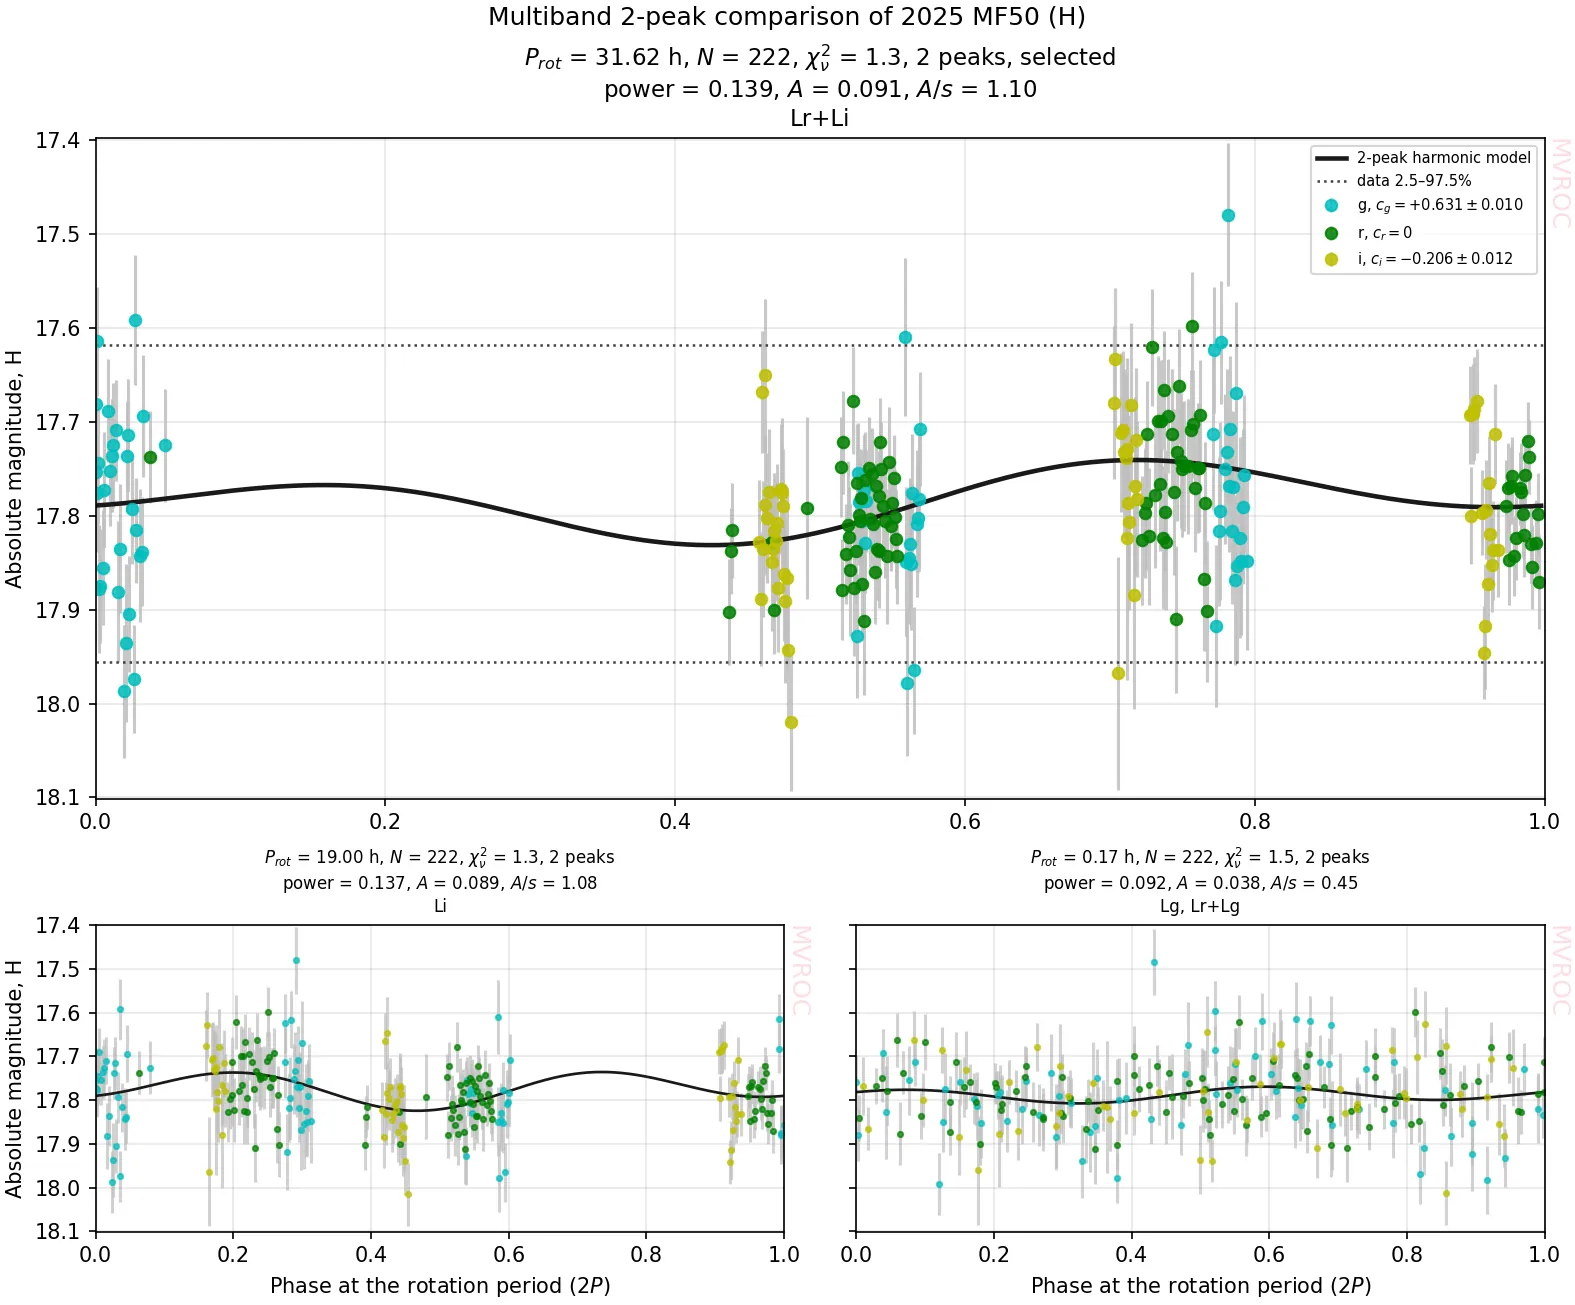 Multiband 2-peak comparison of 2025 MF50 (H)
P_rot = 31.62 h, N = 222, χ²_ν = 1.3, 2 peaks, selected
power = 0.139, A = 0.091, A/s = 1.10
Lr+Li
2-peak harmonic model
data 2.5–97.5%
g, c_g = +0.631 ± 0.010
r, c_r = 0
i, c_i = −0.206 ± 0.012
MVROC
Absolute magnitude, H
17.4
17.5
17.6
17.7
17.8
17.9
18.0
18.1
0.0 0.2 0.4 0.6 0.8 1.0
P_rot = 19.00 h, N = 222, χ²_ν = 1.3, 2 peaks
power = 0.137, A = 0.089, A/s = 1.08
Li
MVROC
Absolute magnitude, H
17.4
17.5
17.6
17.7
17.8
17.9
18.0
18.1
0.0 0.2 0.4 0.6 0.8 1.0
Phase at the rotation period (2P)
P_rot = 0.17 h, N = 222, χ²_ν = 1.5, 2 peaks
power = 0.092, A = 0.038, A/s = 0.45
Lg, Lr+Lg
MVROC
0.0 0.2 0.4 0.6 0.8 1.0
Phase at the rotation period (2P)